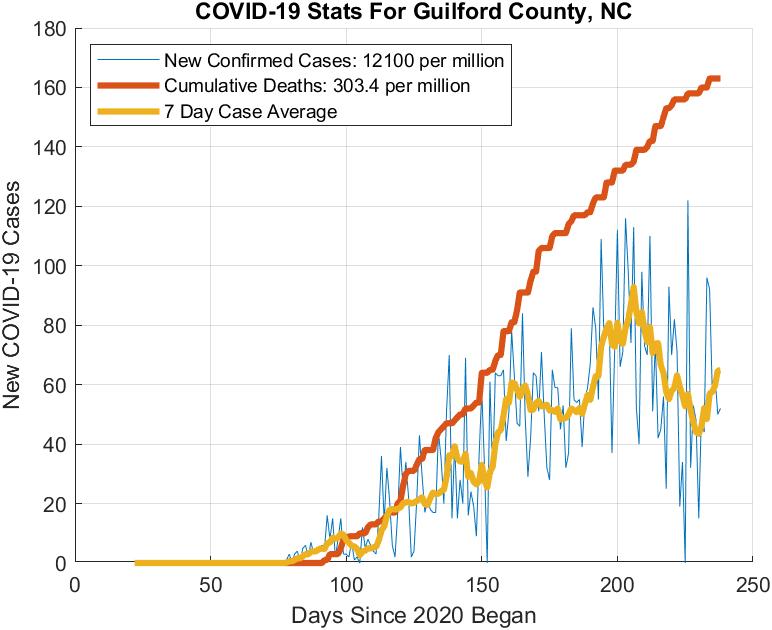 COVID-19 Stats For Guilford County, NC
New Confirmed Cases: 12100 per million
Cumulative Deaths: 303.4 per million
7 Day Case Average
New COVID-19 Cases
180
160
140
120
100
80
60
40
20
0
0 50 100 150 200 250
Days Since 2020 Began